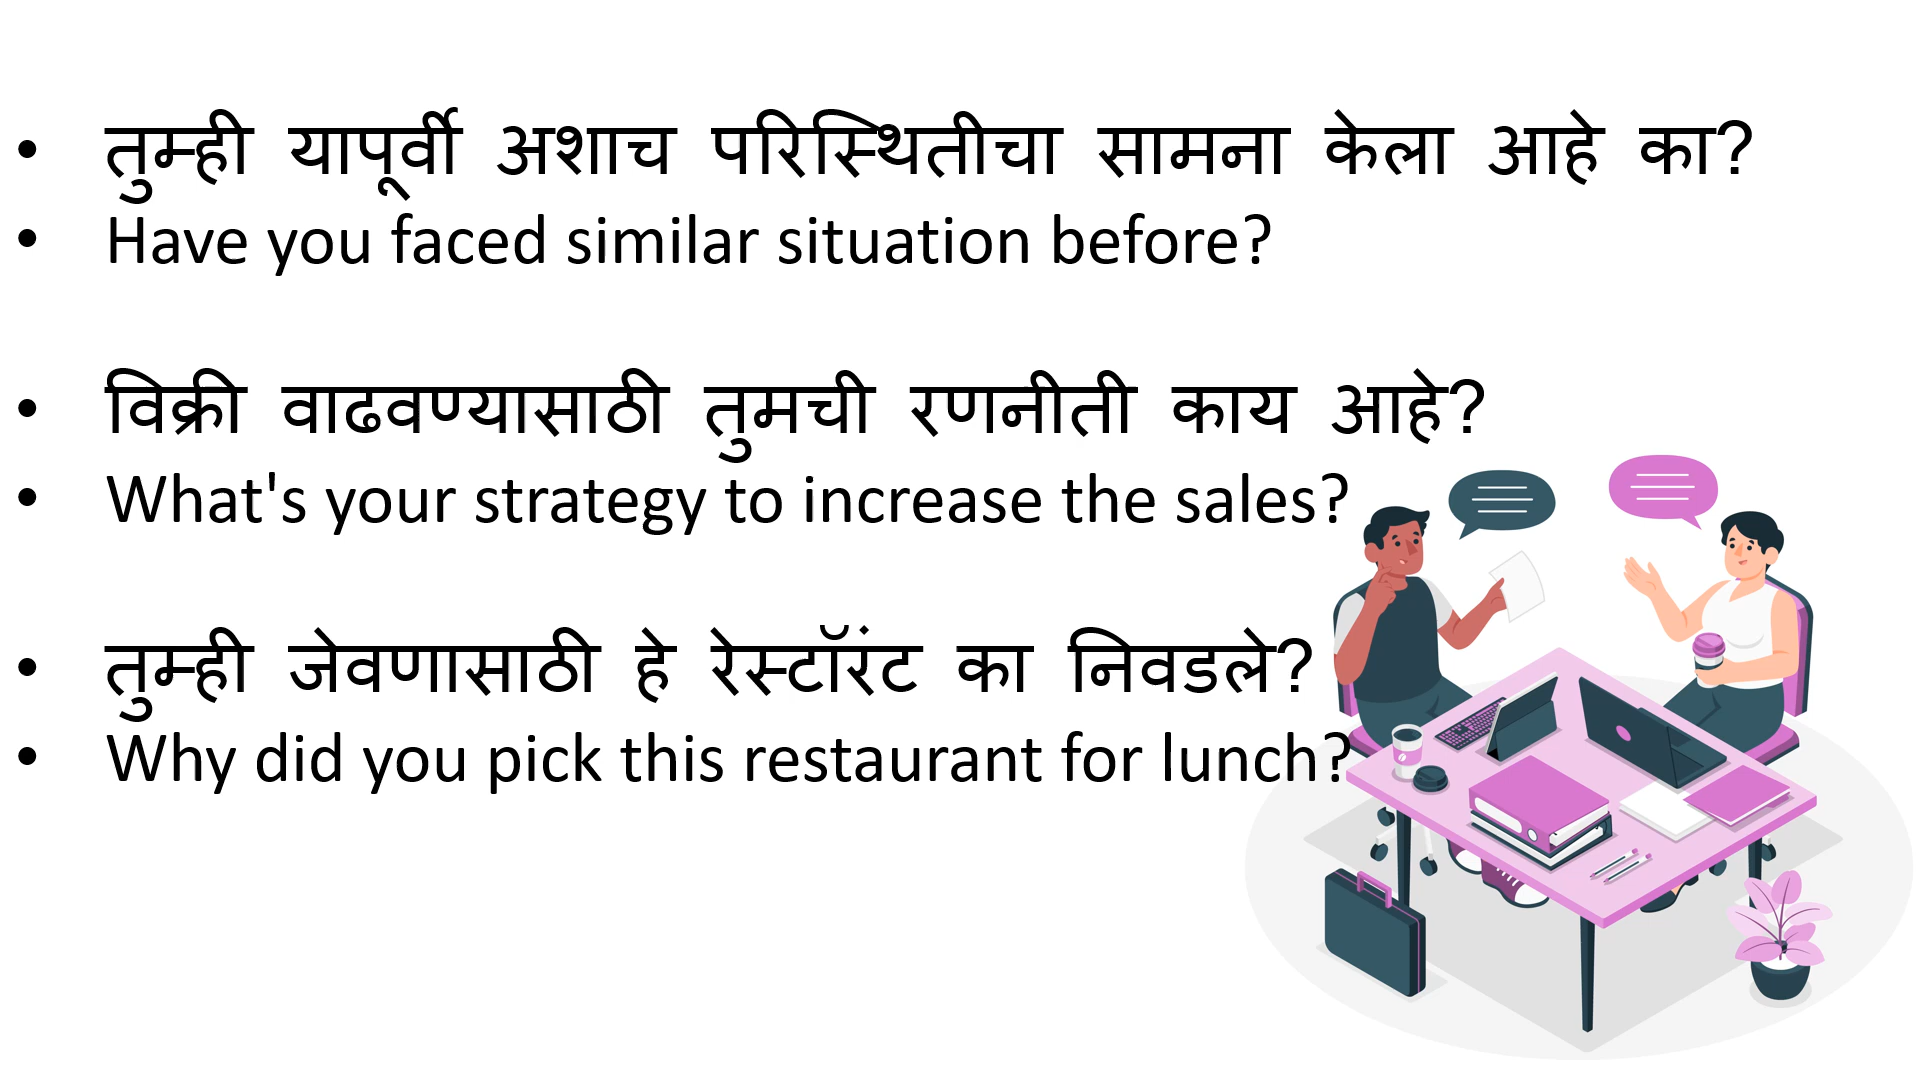 • तुम्ही यापूर्वी अशाच परिस्थितीचा सामना केला आहे का?
• Have you faced similar situation before?
• विक्री वाढवण्यासाठी तुमची रणनीती काय आहे?
• What's your strategy to increase the sales?
• तुम्ही जेवणासाठी हे रेस्टॉरंट का निवडले?
• Why did you pick this restaurant for lunch?